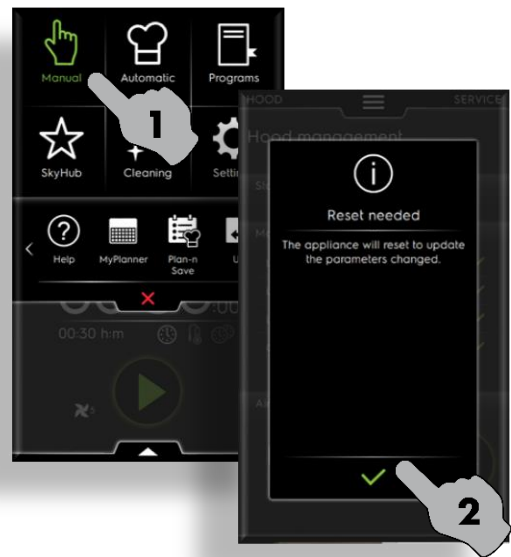 Manual Automatic Programs
1
SkyHub Cleaning
Help MyPlanner Plan-n
Save
00:30 h:m
5
HOOD SERVICE
Hood management
Reset needed
The appliance will reset to update
the parameters changed.
2